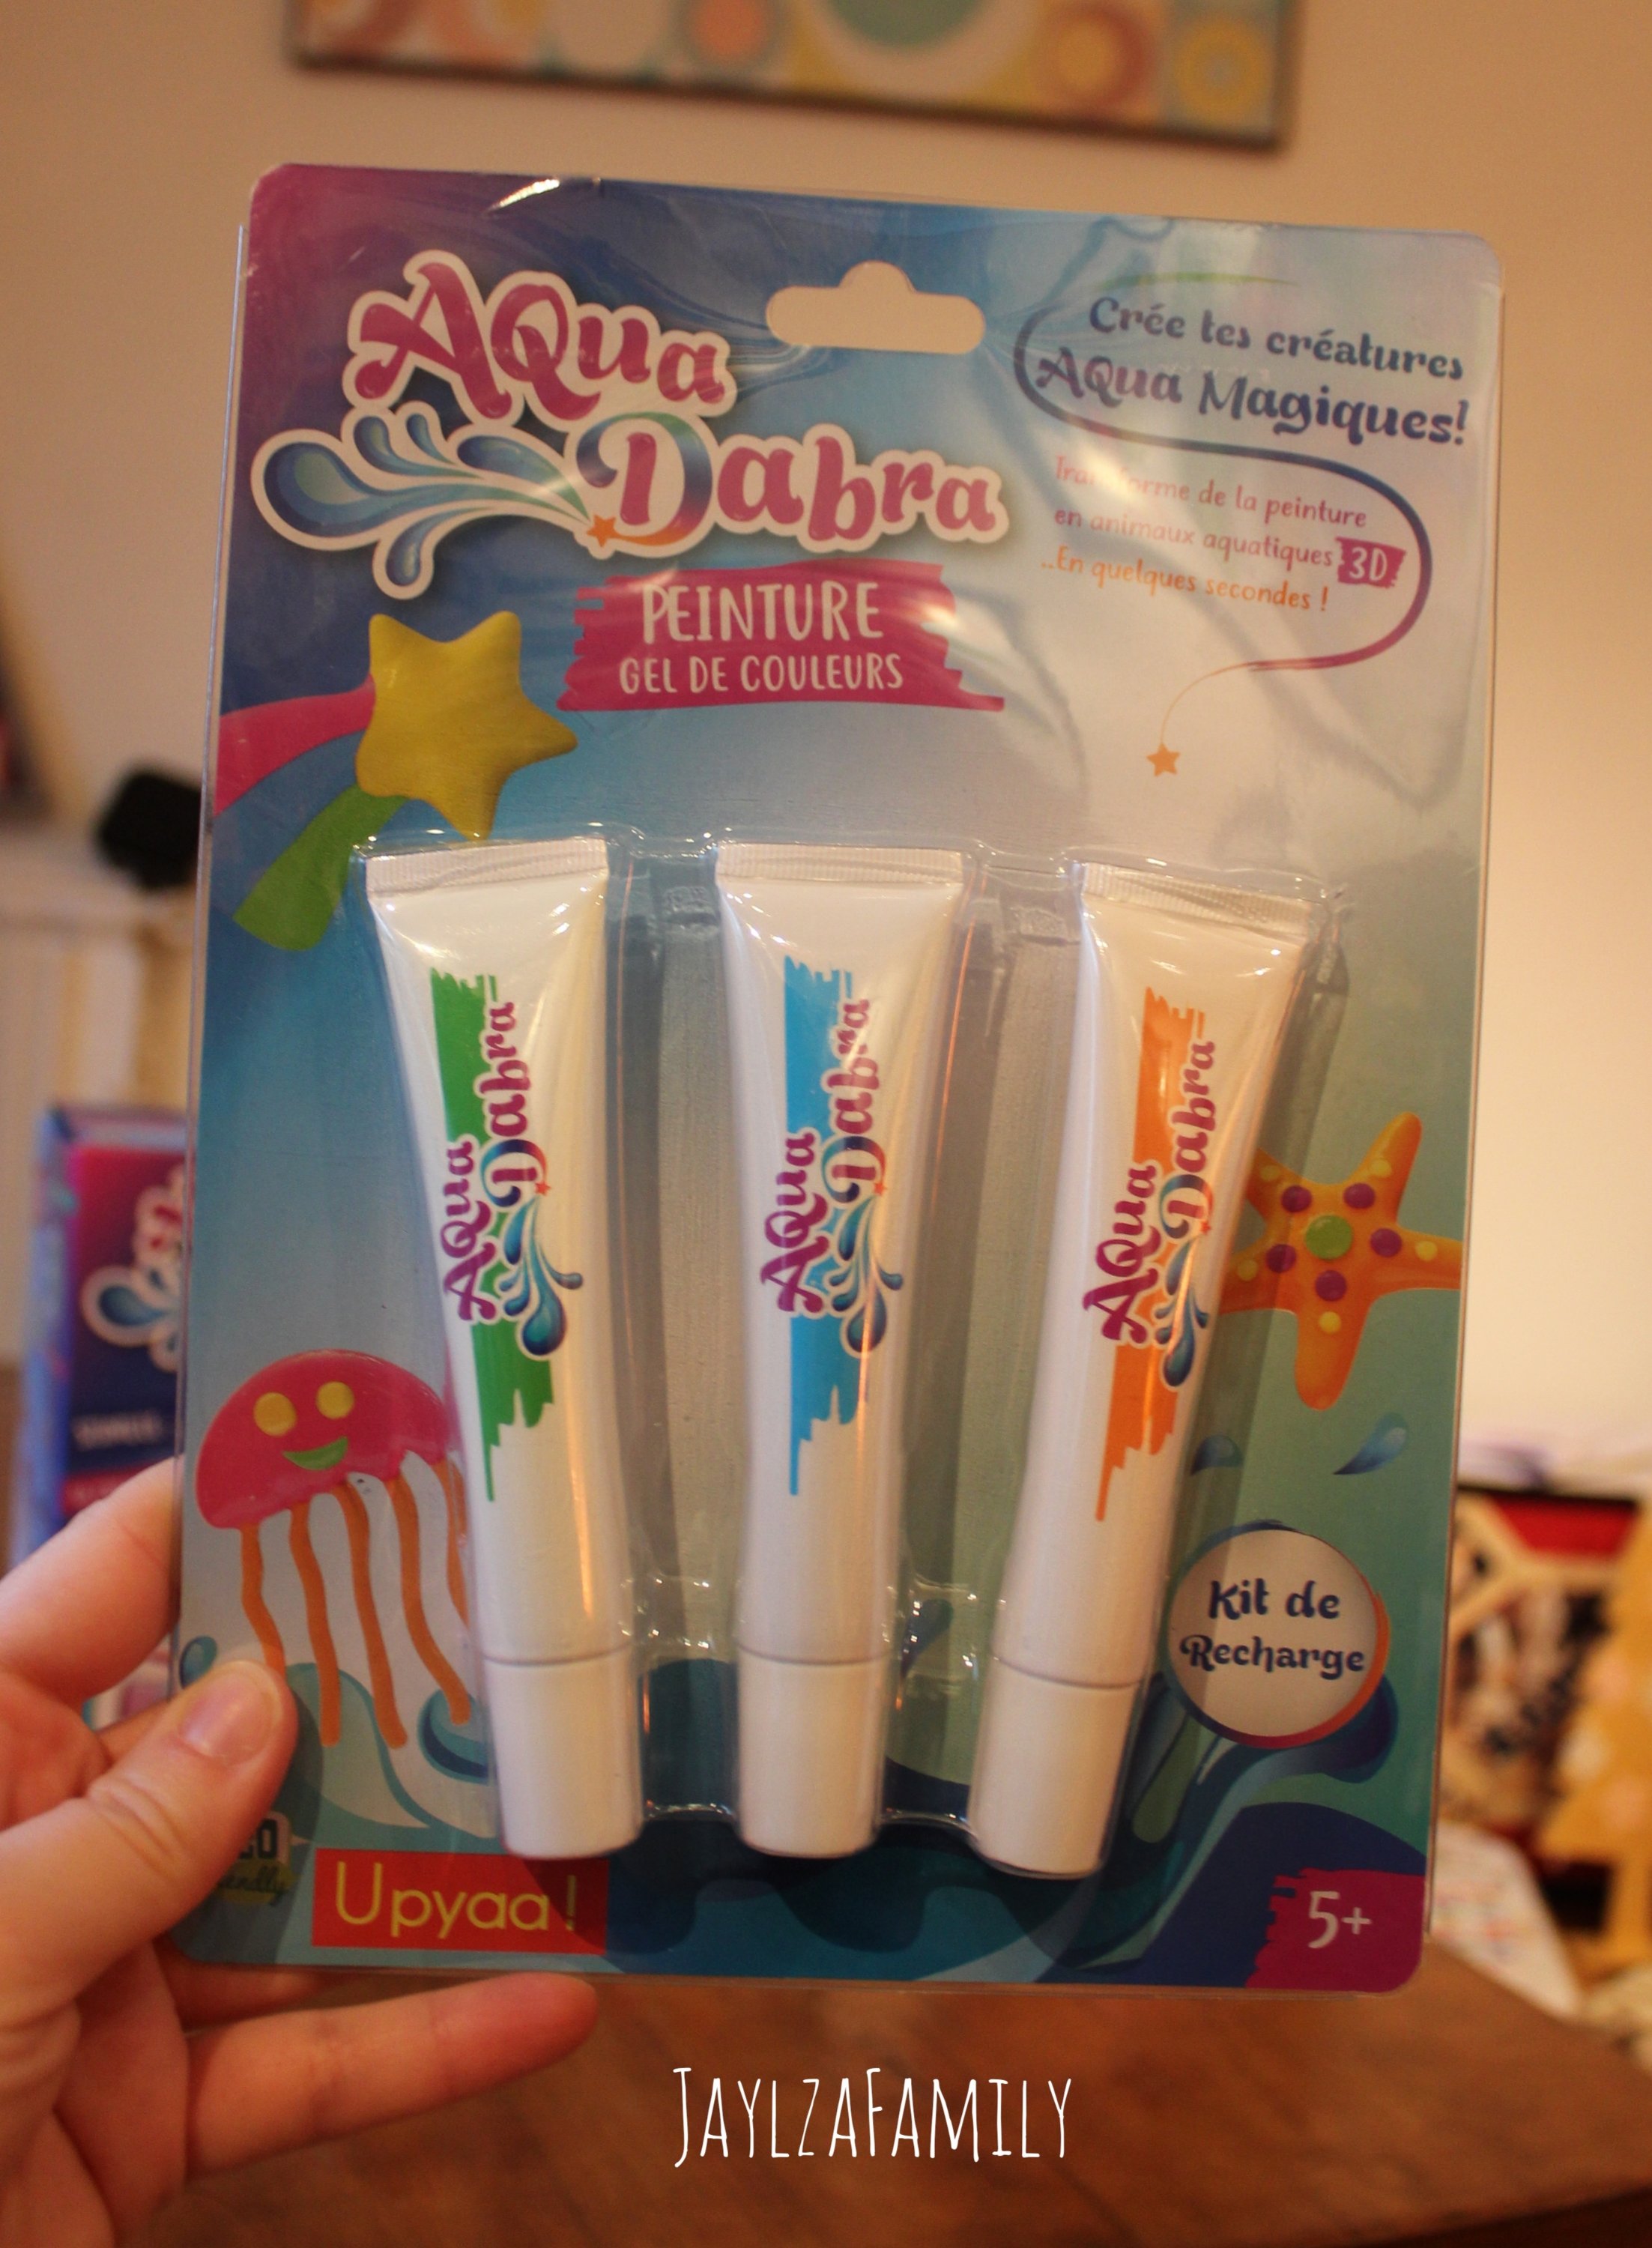 AQua
Dabra
PEINTURE
GEL DE COULEURS
Crée tes créatures
AQua Magiques!
Transforme de la peinture
en animaux aquatiques 3D
..En quelques secondes !
AQua
Dabra
AQua
Dabra
AQua
Dabra
Kit de
Recharge
Upyaa!
5+
JAYLZAFAMILY